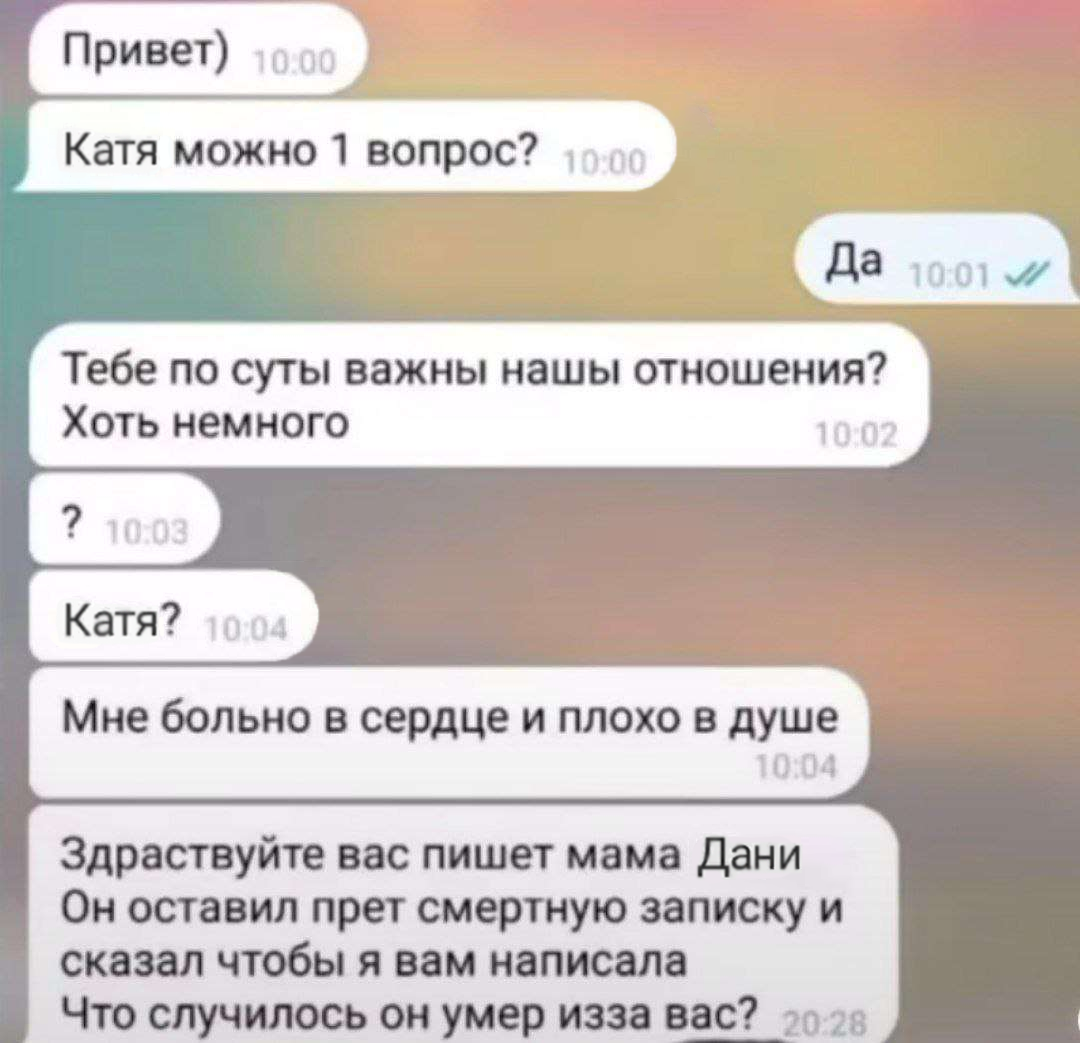 Привет) 10:00
Катя можно 1 вопрос? 10:00
Да 10:01
Тебе по суты важны нашы отношения?
Хоть немного 10:02
? 10:03
Катя? 10:04
Мне больно в сердце и плохо в душе
10:04
Здраствуйте вас пишет мама Дани
Он оставил прет смертную записку и
сказал чтобы я вам написала
Что случилось он умер изза вас? 20:28